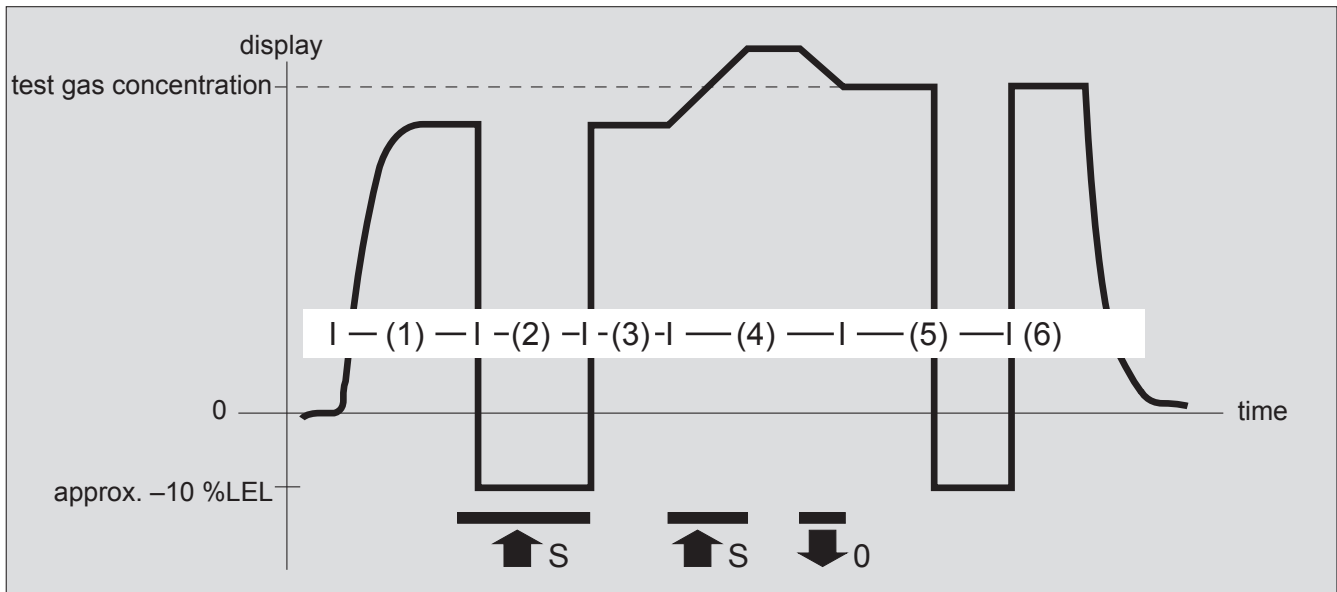 display
test gas concentration
I — (1) — I -(2) –I -(3)-I —— (4) ——I ——(5) ——I (6)
0
time
approx. –10 %LEL
S
S
0